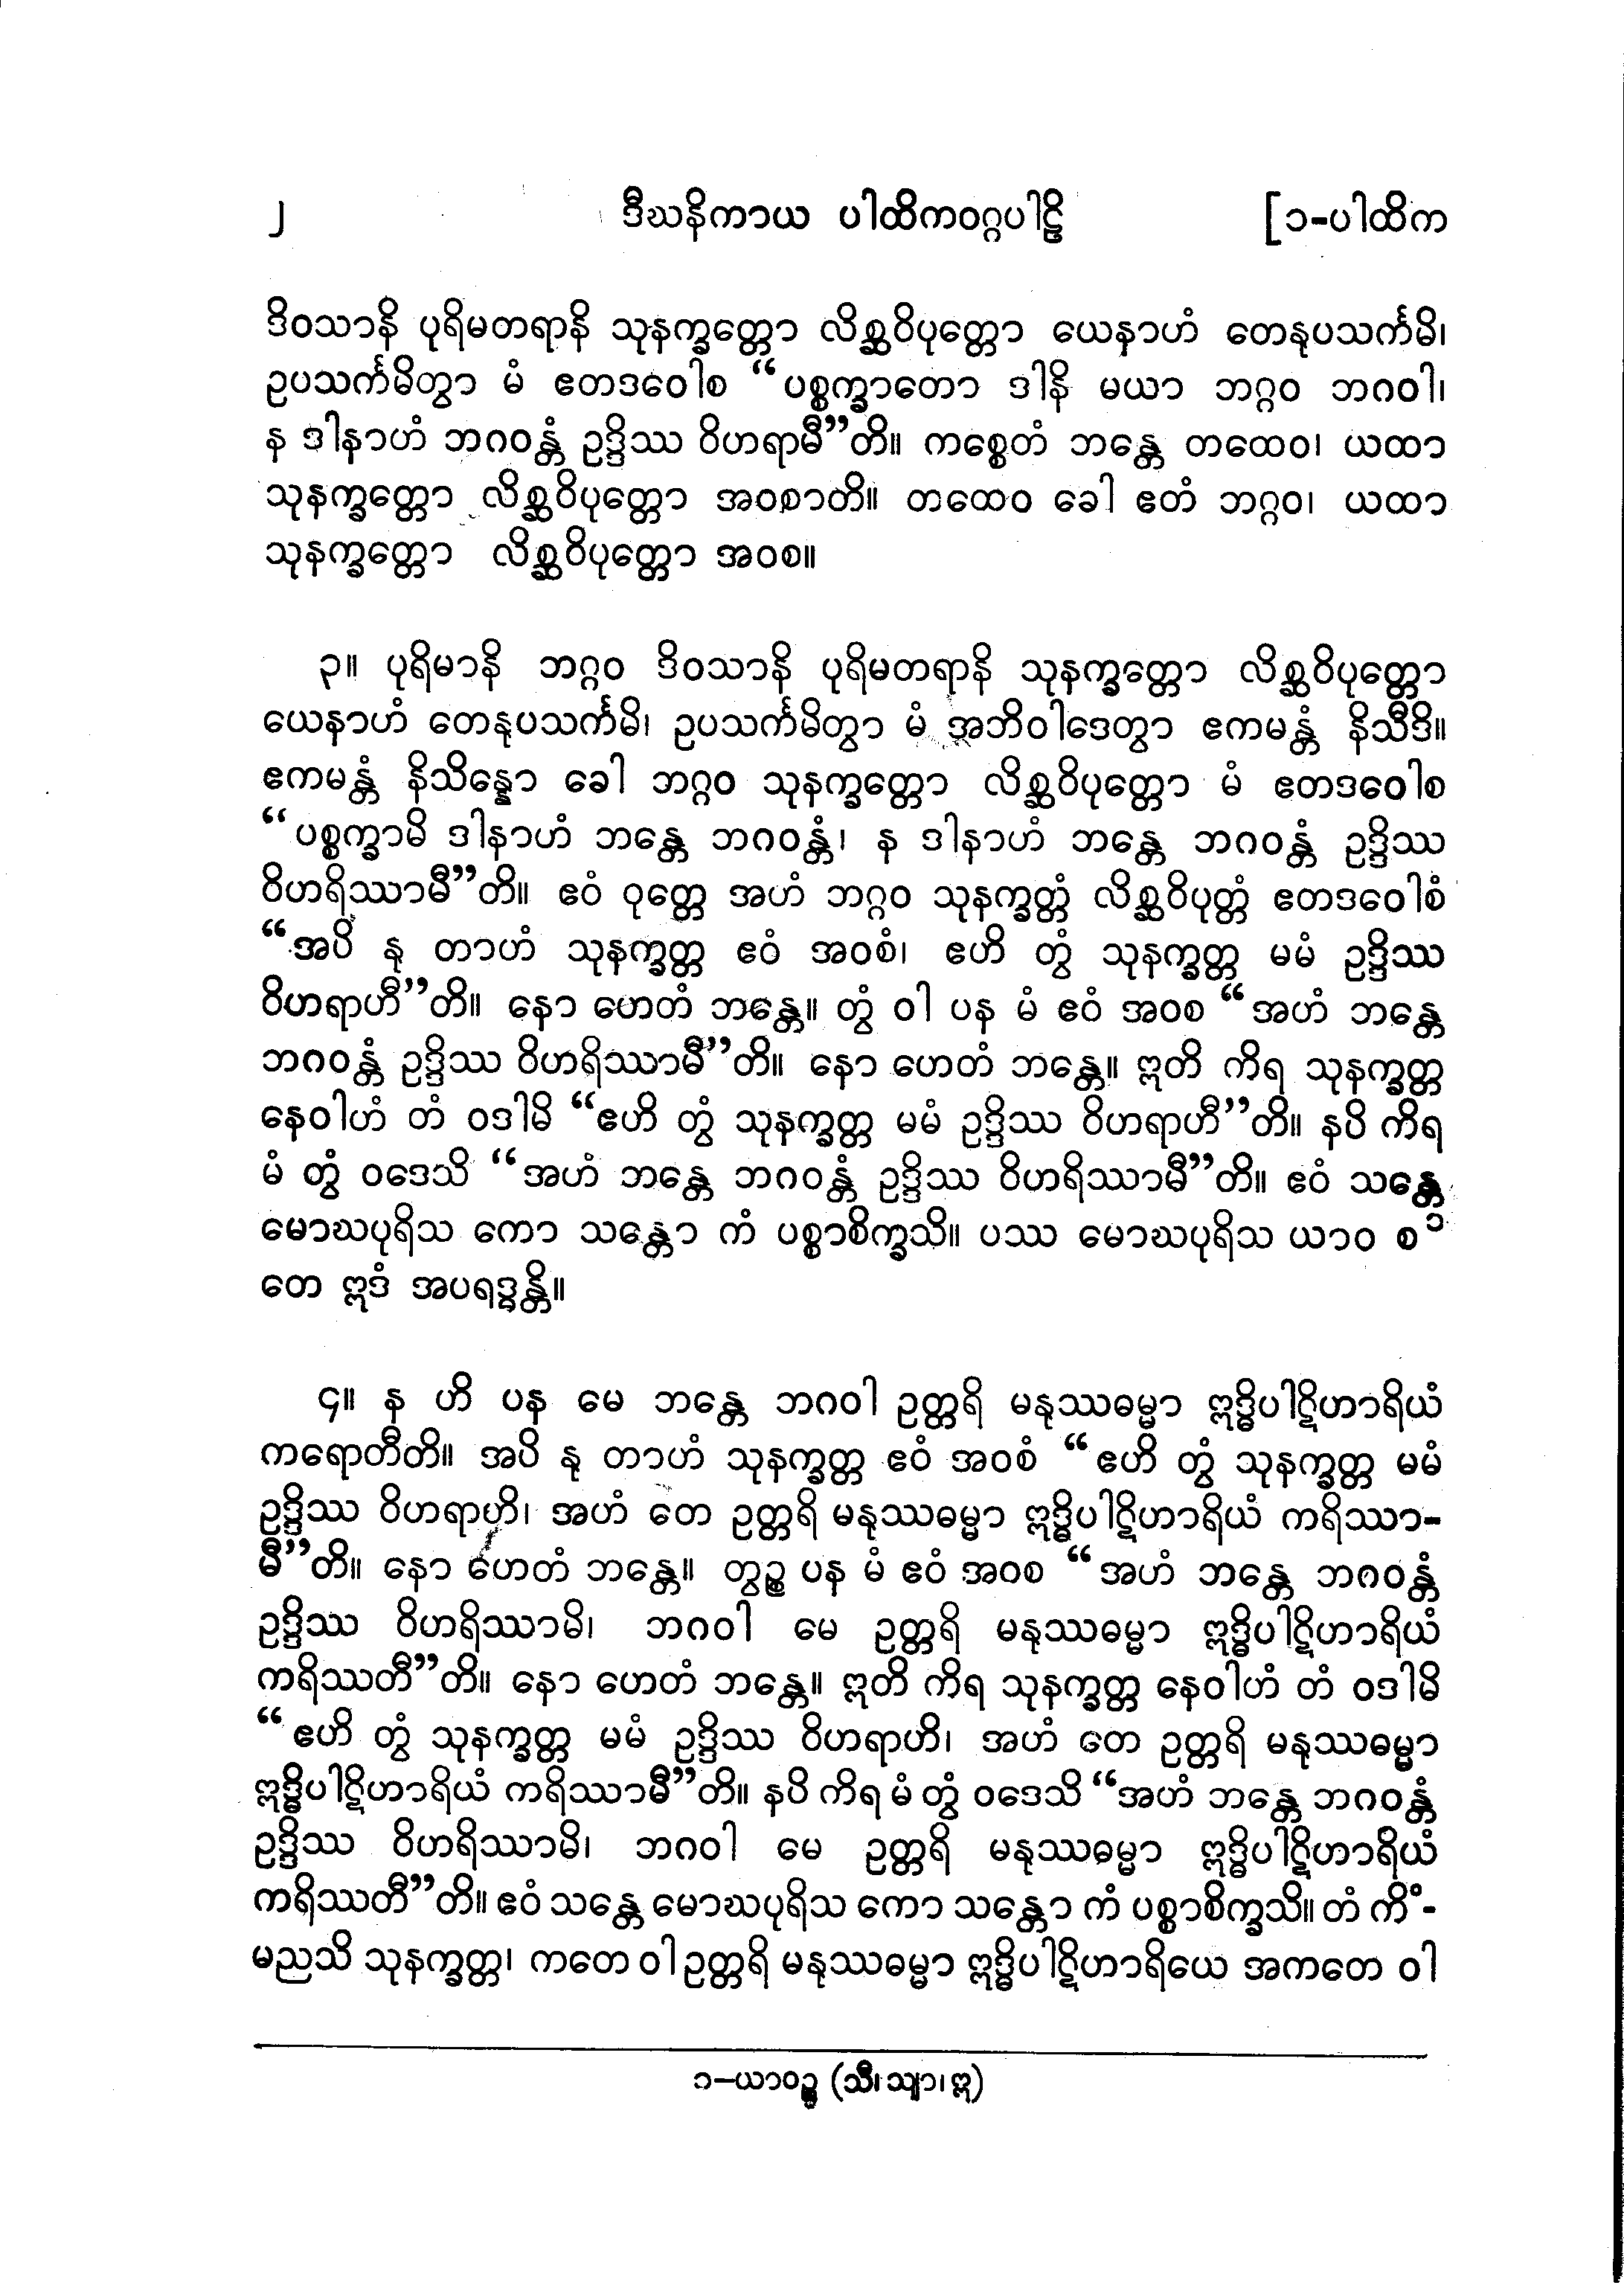 ၂ ဒီဃနိကာယ ပါထိကဝဂ္ဂပါဠိ [၁-ပါထိက
ဒိဝသာနိ ပုရိမတရာနိ သုနက္ခတ္တော လိစ္ဆဝိပုတ္တော ယေနာဟံ တေနုပသင်္ကမိ၊
ဥပသင်္ကမိတွာ မံ ဧတဒဝေါစ “ပစ္စက္ခာတော ဒါနိ မယာ ဘဂ္ဂဝ ဘဂဝါ၊
န ဒါနာဟံ ဘဂဝန္တံ ဥဒ္ဒိဿ ဝိဟရာမီ”တိ။ ကစ္စေတံ ဘန္တေ တထေဝ၊ ယထာ
သုနက္ခတ္တော လိစ္ဆဝိပုတ္တော အဝစာတိ။ တထေဝ ခေါ ဧတံ ဘဂ္ဂဝ၊ ယထာ
သုနက္ခတ္တော လိစ္ဆဝိပုတ္တော အဝစ။
၃။ ပုရိမာနိ ဘဂ္ဂဝ ဒိဝသာနိ ပုရိမတရာနိ သုနက္ခတ္တော လိစ္ဆဝိပုတ္တော
ယေနာဟံ တေနုပသင်္ကမိ၊ ဥပသင်္ကမိတွာ မံ အဘိဝါဒေတွာ ဧကမန္တံ နိသီဒိ။
ဧကမန္တံ နိသိန္နော ခေါ ဘဂ္ဂဝ သုနက္ခတ္တော လိစ္ဆဝိပုတ္တော မံ ဧတဒဝေါစ
“ပစ္စက္ခာမိ ဒါနာဟံ ဘန္တေ ဘဂဝန္တံ၊ န ဒါနာဟံ ဘန္တေ ဘဂဝန္တံ ဥဒ္ဒိဿ
ဝိဟရိဿာမီ”တိ။ ဧဝံ ဝုတ္တေ အဟံ ဘဂ္ဂဝ သုနက္ခတ္တံ လိစ္ဆဝိပုတ္တံ ဧတဒဝေါစံ
“အပိ နု တာဟံ သုနက္ခတ္တ ဧဝံ အဝစံ၊ ဧဟိ တွံ သုနက္ခတ္တ မမံ ဥဒ္ဒိဿ
ဝိဟရာဟီ”တိ။ နော ဟေတံ ဘန္တေ။ တွံ ဝါ ပန မံ ဧဝံ အဝစ “အဟံ ဘန္တေ
ဘဂဝန္တံ ဥဒ္ဒိဿ ဝိဟရိဿာမီ”တိ။ နော ဟေတံ ဘန္တေ။ ဣတိ ကိရ သုနက္ခတ္တ
နေဝါဟံ တံ ဝဒါမိ “ဧဟိ တွံ သုနက္ခတ္တ မမံ ဥဒ္ဒိဿ ဝိဟရာဟီ”တိ။ နပိ ကိရ
မံ တွံ ဝဒေသိ “အဟံ ဘန္တေ ဘဂဝန္တံ ဥဒ္ဒိဿ ဝိဟရိဿာမီ”တိ။ ဧဝံ သန္တေ
မောဃပုရိသ ကော သန္တော ကံ ပစ္စာစိက္ခသိ။ ပဿ မောဃပုရိသ ယာဝ စ ၁
တေ ဣဒံ အပရဒ္ဓန္တိ။
၄။ န ဟိ ပန မေ ဘန္တေ ဘဂဝါ ဥတ္တရိ မနုဿဓမ္မာ ဣဒ္ဓိပါဋိဟာရိယံ
ကရောတီတိ။ အပိ နု တာဟံ သုနက္ခတ္တ ဧဝံ အဝစံ “ဧဟိ တွံ သုနက္ခတ္တ မမံ
ဥဒ္ဒိဿ ဝိဟရာဟိ၊ အဟံ တေ ဥတ္တရိ မနုဿဓမ္မာ ဣဒ္ဓိပါဋိဟာရိယံ ကရိဿာ-
မီ”တိ။ နော ဟေတံ ဘန္တေ။ တွဉ္စ ပန မံ ဧဝံ အဝစ “အဟံ ဘန္တေ ဘဂဝန္တံ
ဥဒ္ဒိဿ ဝိဟရိဿာမိ၊ ဘဂဝါ မေ ဥတ္တရိ မနုဿဓမ္မာ ဣဒ္ဓိပါဋိဟာရိယံ
ကရိဿတီ”တိ။ နော ဟေတံ ဘန္တေ။ ဣတိ ကိရ သုနက္ခတ္တ နေဝါဟံ တံ ဝဒါမိ
“ဧဟိ တွံ သုနက္ခတ္တ မမံ ဥဒ္ဒိဿ ဝိဟရာဟိ၊ အဟံ တေ ဥတ္တရိ မနုဿဓမ္မာ
ဣဒ္ဓိပါဋိဟာရိယံ ကရိဿာမီ”တိ။ နပိ ကိရ မံ တွံ ဝဒေသိ “အဟံ ဘန္တေ ဘဂဝန္တံ
ဥဒ္ဒိဿ ဝိဟရိဿာမိ၊ ဘဂဝါ မေ ဥတ္တရိ မနုဿဓမ္မာ ဣဒ္ဓိပါဋိဟာရိယံ
ကရိဿတီ”တိ။ ဧဝံ သန္တေ မောဃပုရိသ ကော သန္တော ကံ ပစ္စာစိက္ခသိ။ တံ ကိံ-
မညသိ သုနက္ခတ္တ၊ ကတေ ဝါ ဥတ္တရိ မနုဿဓမ္မာ ဣဒ္ဓိပါဋိဟာရိယေ အကတေ ဝါ
၁−ယာဝဉ္စ (သီ၊ သျာ၊ ဣ)